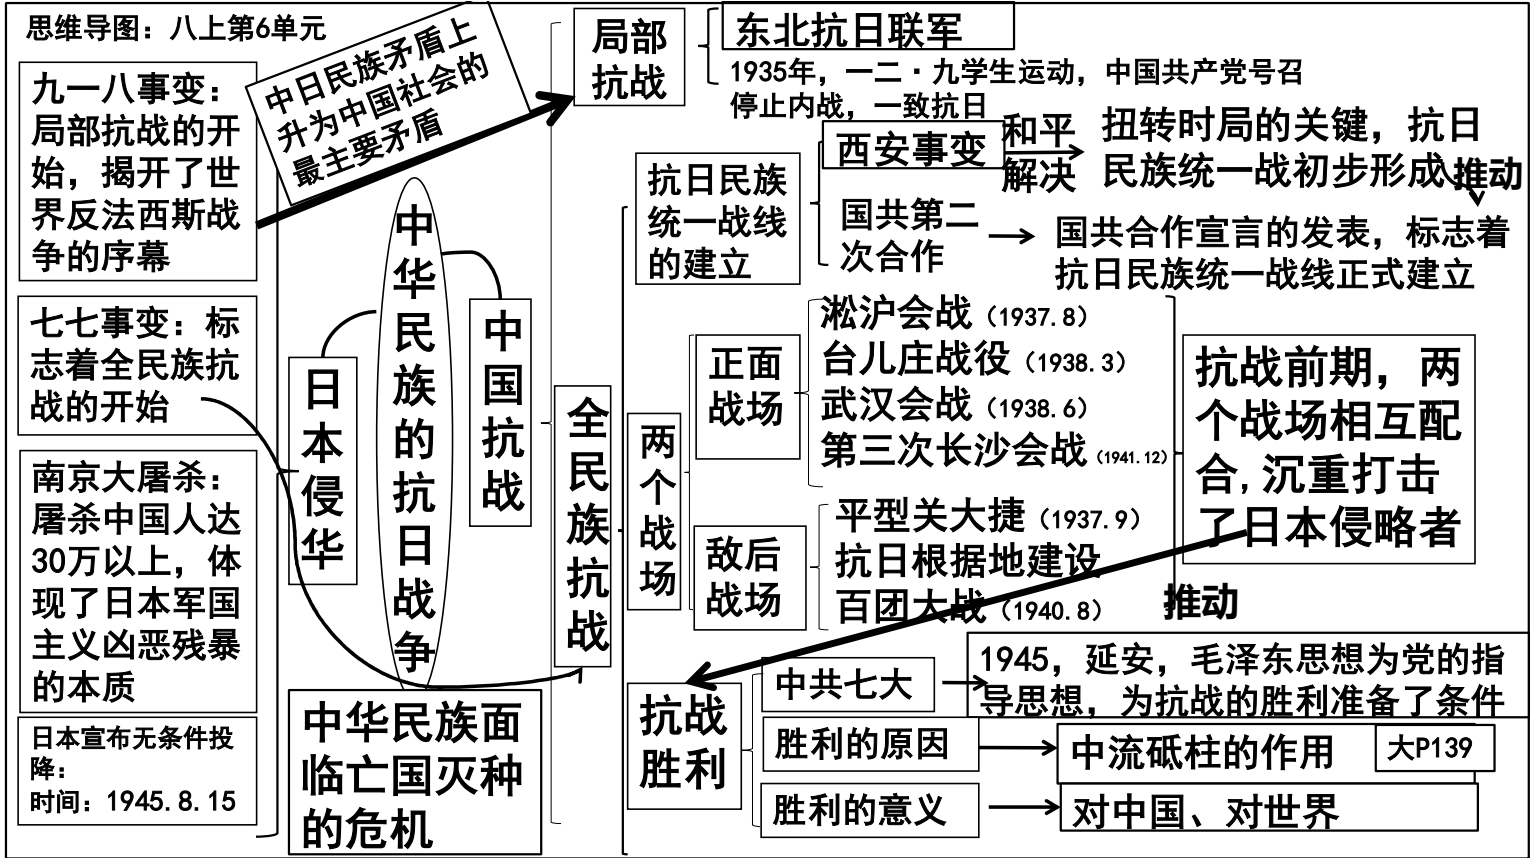 思维导图：八上第6单元
九一八事变：
局部抗战的开
始，揭开了世
界反法西斯战
争的序幕
七七事变：标
志着全民族抗
战的开始
南京大屠杀：
屠杀中国人达
30万以上，体
现了日本军国
主义凶恶残暴
的本质
日本宣布无条件投
降：
时间：1945.8.15
中日民族矛盾上
升为中国社会的
最主要矛盾
日本侵华
中华民族的抗日战争
中国抗战
中华民族面
临亡国灭种
的危机
局部
抗战
东北抗日联军
1935年，一二·九学生运动，中国共产党号召
停止内战，一致抗日
全民族抗战
抗日民族
统一战线
的建立
西安事变
和平
解决
扭转时局的关键，抗日
民族统一战初步形成
推动
国共第二
次合作
国共合作宣言的发表，标志着
抗日民族统一战线正式建立
两个战场
正面
战场
淞沪会战（1937.8）
台儿庄战役（1938.3）
武汉会战（1938.6）
第三次长沙会战（1941.12）
敌后
战场
平型关大捷（1937.9）
抗日根据地建设
百团大战（1940.8）
抗战前期，两
个战场相互配
合,沉重打击
了日本侵略者
推动
抗战
胜利
中共七大
1945，延安，毛泽东思想为党的指
导思想，为抗战的胜利准备了条件
胜利的原因
中流砥柱的作用
大P139
胜利的意义
对中国、对世界